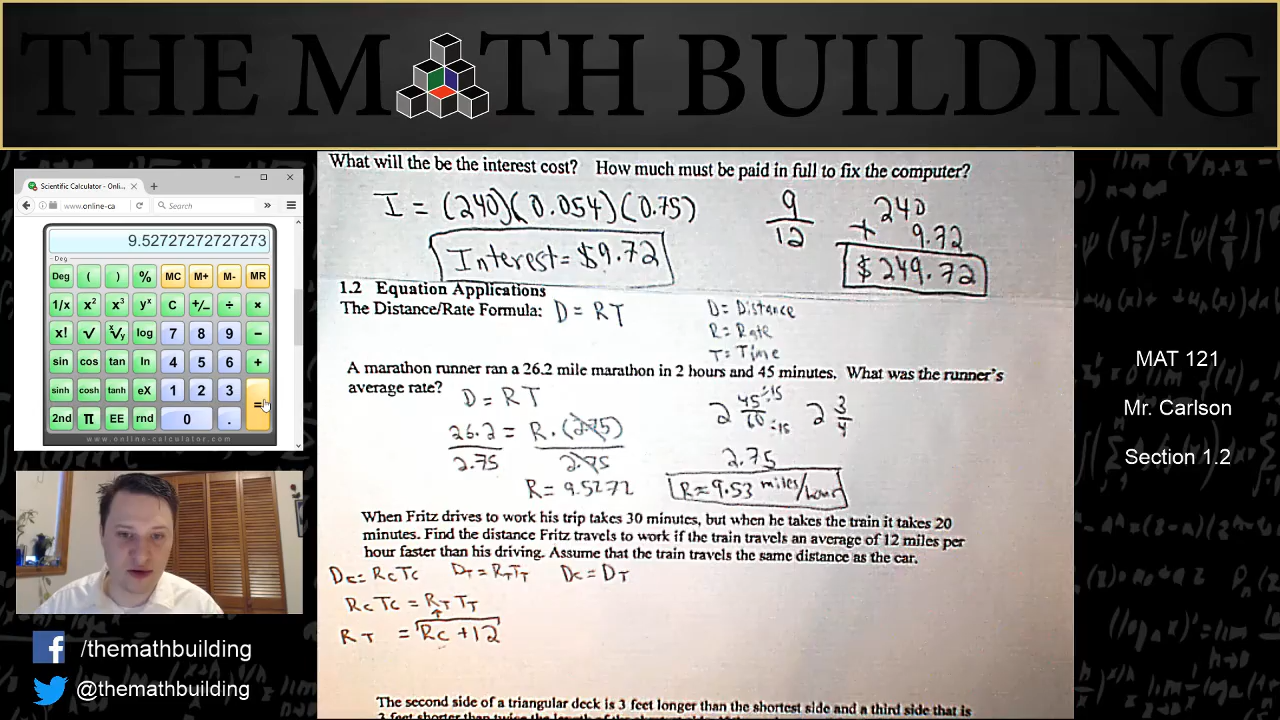 THE MATH BUILDING
Scientific Calculator - Onli...
www.online-ca
Search
9.52727272727273
Deg
Deg ( ) % MC M+ M- MR
1/x x² x³ yˣ C +/- ÷ ×
x! √ ˣ√y log 7 8 9 −
sin cos tan ln 4 5 6 +
sinh cosh tanh eX 1 2 3 =
2nd π EE rnd 0 .
www.online-calculator.com
/themathbuilding
@themathbuilding
What will the be the interest cost? How much must be paid in full to fix the computer?
I = (240)(0.054)(0.75)
Interest = $9.72
9/12
240
+ 9.72
$249.72
1.2 Equation Applications
The Distance/Rate Formula: D = RT
D = Distance
R = Rate
T = Time
A marathon runner ran a 26.2 mile marathon in 2 hours and 45 minutes. What was the runner's
average rate?
D = RT
26.2 = R · (2.75)
2.75 2.75
R = 9.5272
2 45/60 ÷15 ÷15 2 3/4
2.75
R = 9.53 miles/hour
When Fritz drives to work his trip takes 30 minutes, but when he takes the train it takes 20
minutes. Find the distance Fritz travels to work if the train travels an average of 12 miles per
hour faster than his driving. Assume that the train travels the same distance as the car.
Dc = RcTc DT = RTTT Dc = DT
RcTc = RTTT
RT = Rc + 12
The second side of a triangular deck is 3 feet longer than the shortest side and a third side that is
MAT 121
Mr. Carlson
Section 1.2